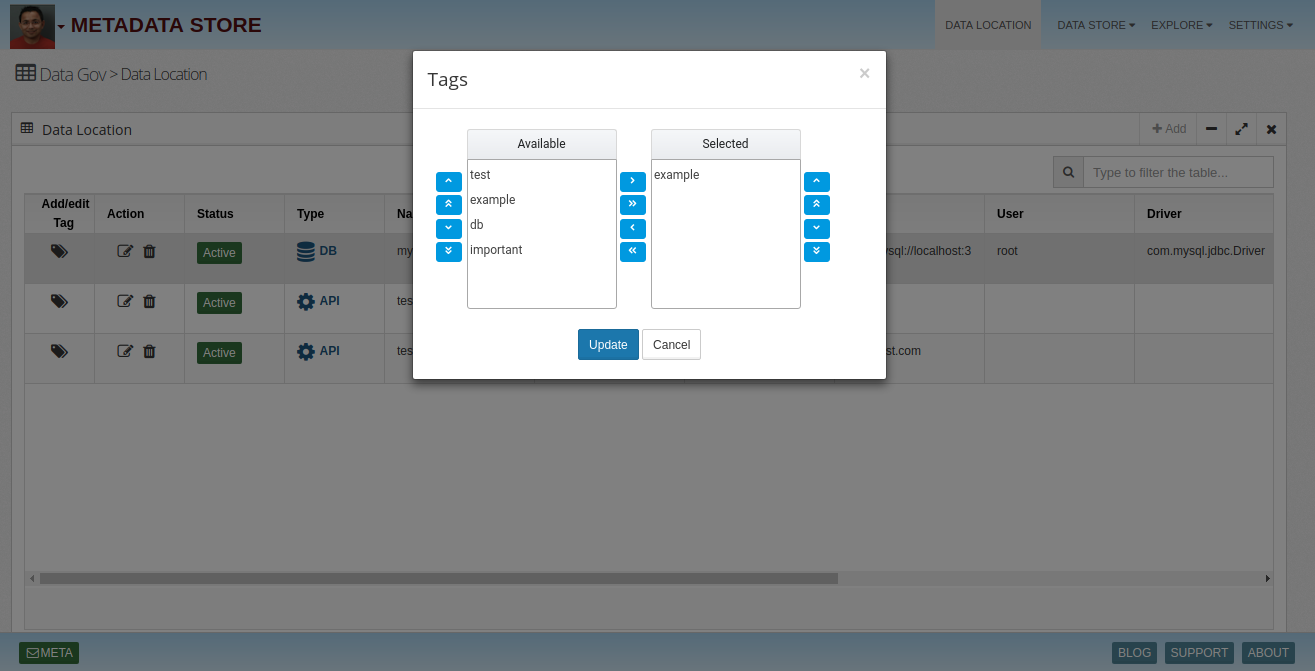 METADATA STORE
DATA LOCATION
DATA STORE
EXPLORE
SETTINGS
Data Gov > Data Location
Tags
×
Data Location
+ Add
Available
Selected
Type to filter the table...
test
example
db
important
example
Add/edit Tag
Action
Status
Type
User
Driver
Active
DB
my
ysql://localhost:3
root
com.mysql.jdbc.Driver
Active
API
tes
Active
API
tes
st.com
Update
Cancel
META
BLOG
SUPPORT
ABOUT